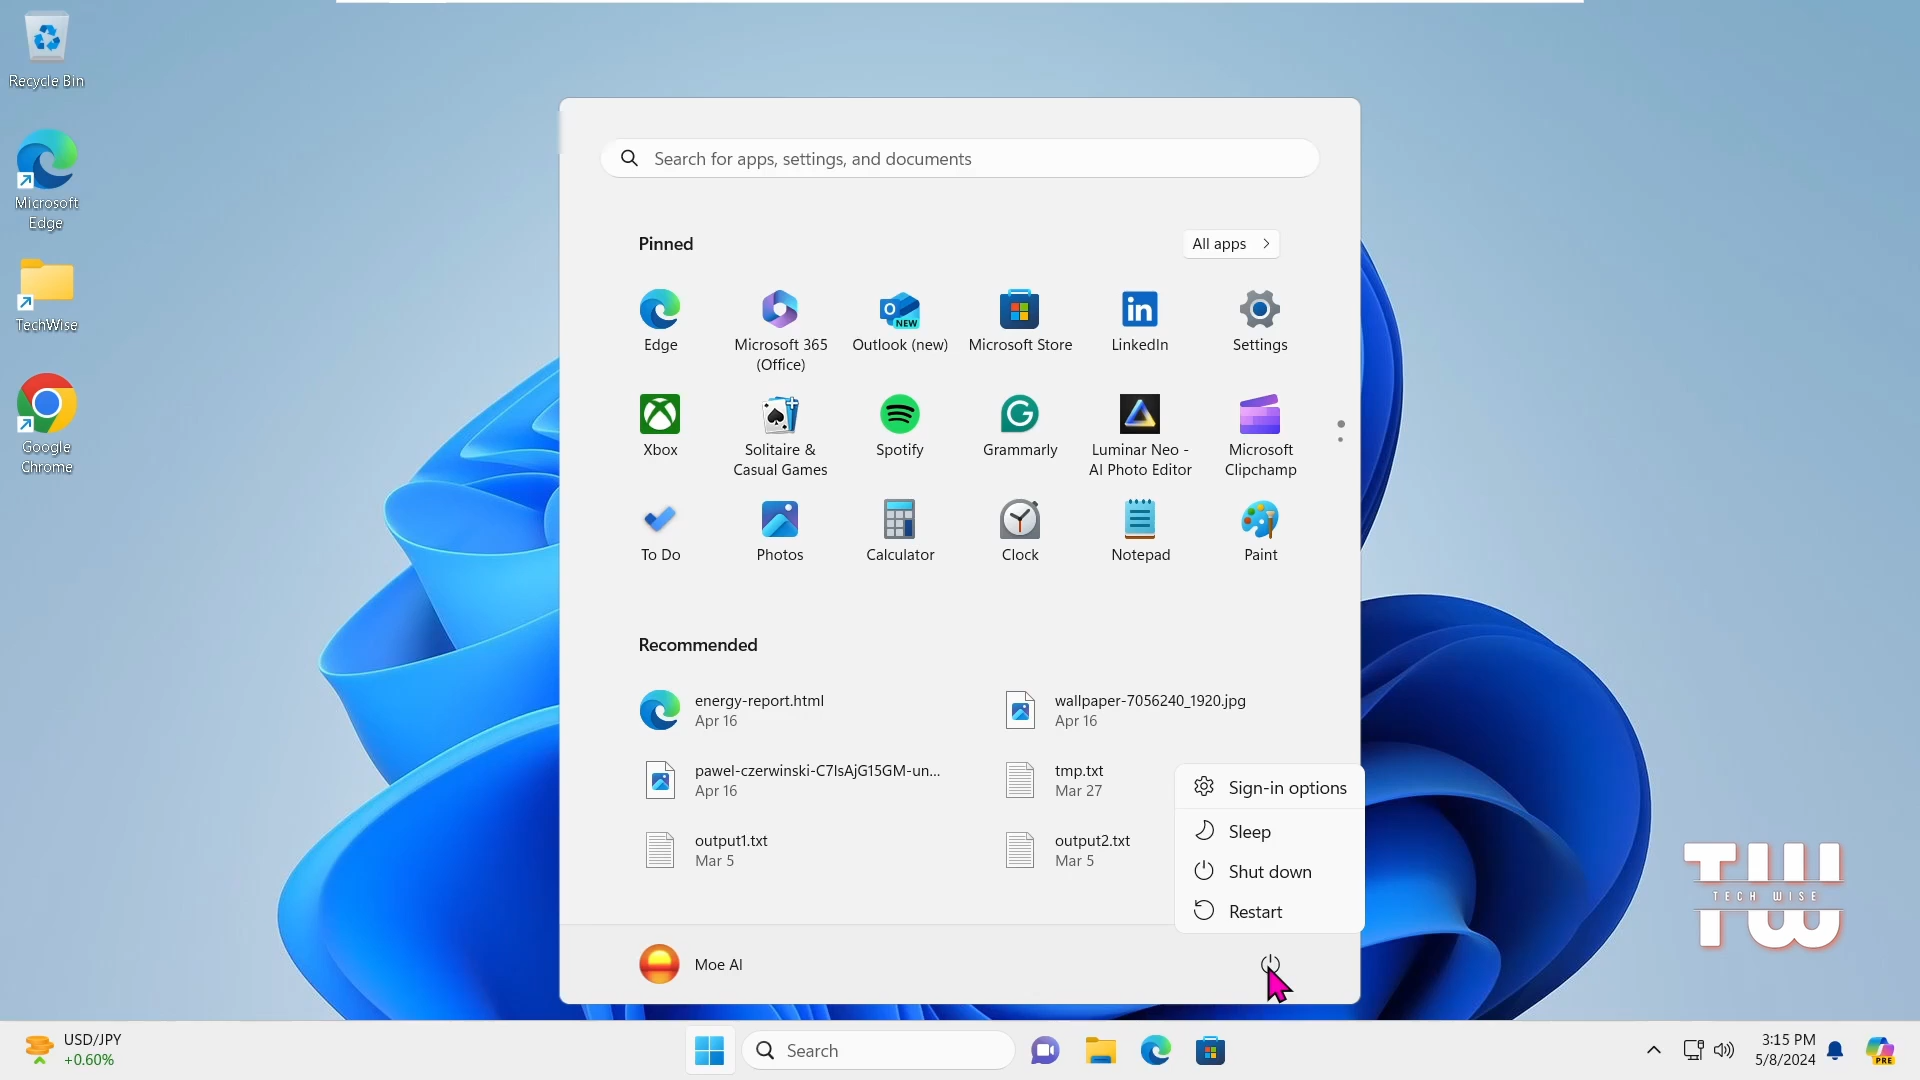 Recycle Bin
Microsoft
Edge
TechWise
Google
Chrome
Search for apps, settings, and documents
Pinned
All apps
Edge
Microsoft 365
(Office)
Outlook (new)
Microsoft Store
LinkedIn
Settings
Xbox
Solitaire &
Casual Games
Spotify
Grammarly
Luminar Neo -
AI Photo Editor
Microsoft
Clipchamp
To Do
Photos
Calculator
Clock
Notepad
Paint
Recommended
energy-report.html
Apr 16
wallpaper-7056240_1920.jpg
Apr 16
pawel-czerwinski-C7lsAjG15GM-un...
Apr 16
tmp.txt
Mar 27
output1.txt
Mar 5
output2.txt
Mar 5
Sign-in options
Sleep
Shut down
Restart
Moe AI
TW
TECH WISE
USD/JPY
+0.60%
Search
3:15 PM
5/8/2024
NEW
PRE